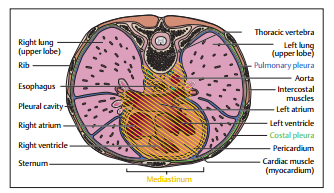 Right lung
(upper lobe)
Rib
Esophagus
Pleural cavity
Right atrium
Right ventricle
Sternum
Thoracic vertebra
Left lung
(upper lobe)
Pulmonary pleura
Aorta
Intercostal
muscles
Left atrium
Left ventricle
Costal pleura
Pericardium
Cardiac muscle
(myocardium)
Mediastinum